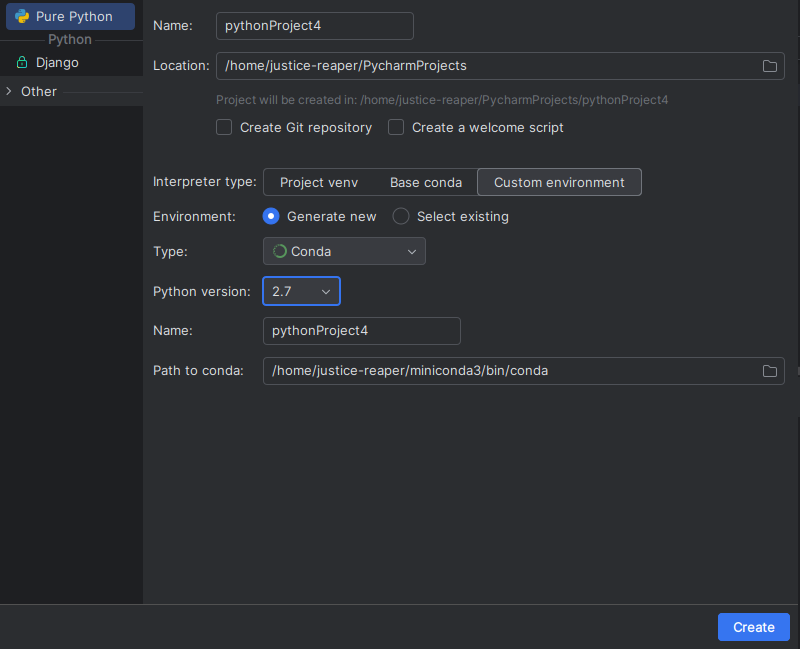 Pure Python
Python
Django
Other
Name: pythonProject4
Location: /home/justice-reaper/PycharmProjects
Project will be created in: /home/justice-reaper/PycharmProjects/pythonProject4
Create Git repository Create a welcome script
Interpreter type: Project venv Base conda Custom environment
Environment: Generate new Select existing
Type: Conda
Python version: 2.7
Name: pythonProject4
Path to conda: /home/justice-reaper/miniconda3/bin/conda
Create